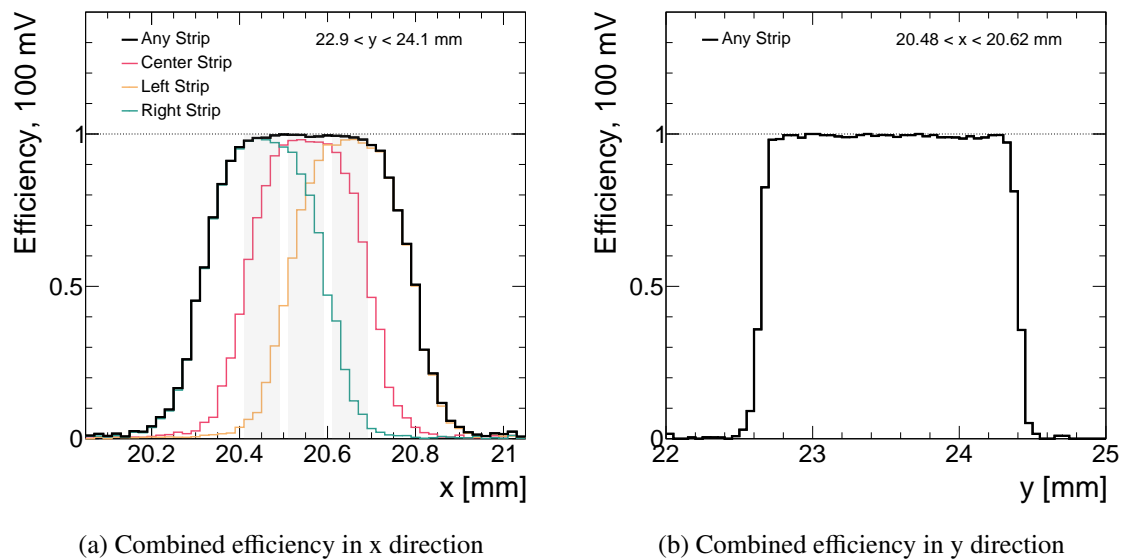 Any Strip
Center Strip
Left Strip
Right Strip
22.9 < y < 24.1 mm
Efficiency, 100 mV
1
0.5
0
20.2 20.4 20.6 20.8 21
x [mm]
(a) Combined efficiency in x direction
Any Strip
20.48 < x < 20.62 mm
Efficiency, 100 mV
1
0.5
0
22 23 24 25
y [mm]
(b) Combined efficiency in y direction